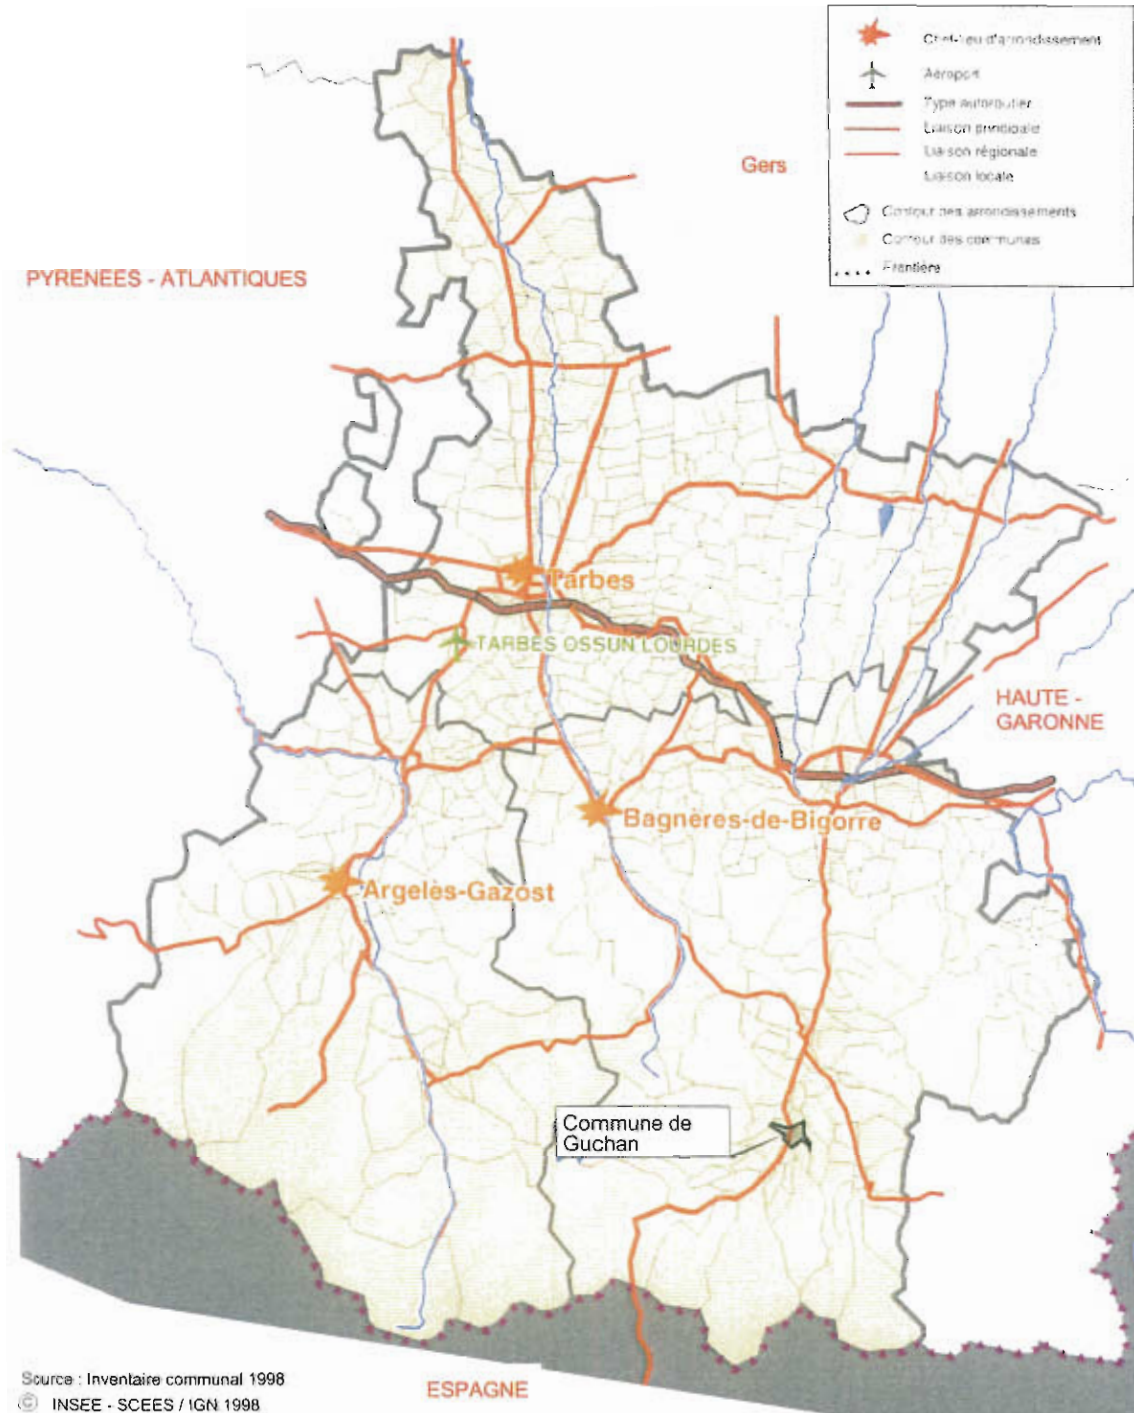 Chef-lieu d'arrondissement
Aéroport
Type autoroutier
Liaison principale
Liaison régionale
Liaison locale
Contour des arrondissements
Contour des communes
Frontière
Gers
PYRENEES - ATLANTIQUES
Tarbes
TARBES OSSUN LOURDES
HAUTE -
GARONNE
Bagnères-de-Bigorre
Argelès-Gazost
Commune de
Guchan
Source : Inventaire communal 1998
© INSEE - SCEES / IGN 1998
ESPAGNE